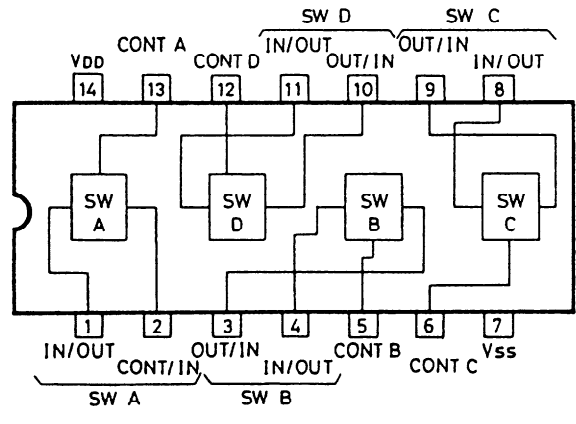 SW D SW C
CONT A IN/OUT OUT/IN
VDD CONT D OUT/IN IN/OUT
14 13 12 11 10 9 8
SW SW SW SW
A D B C
1 2 3 4 5 6 7
IN/OUT OUT/IN CONT B VSS
CONT/IN IN/OUT CONT C
SW A SW B